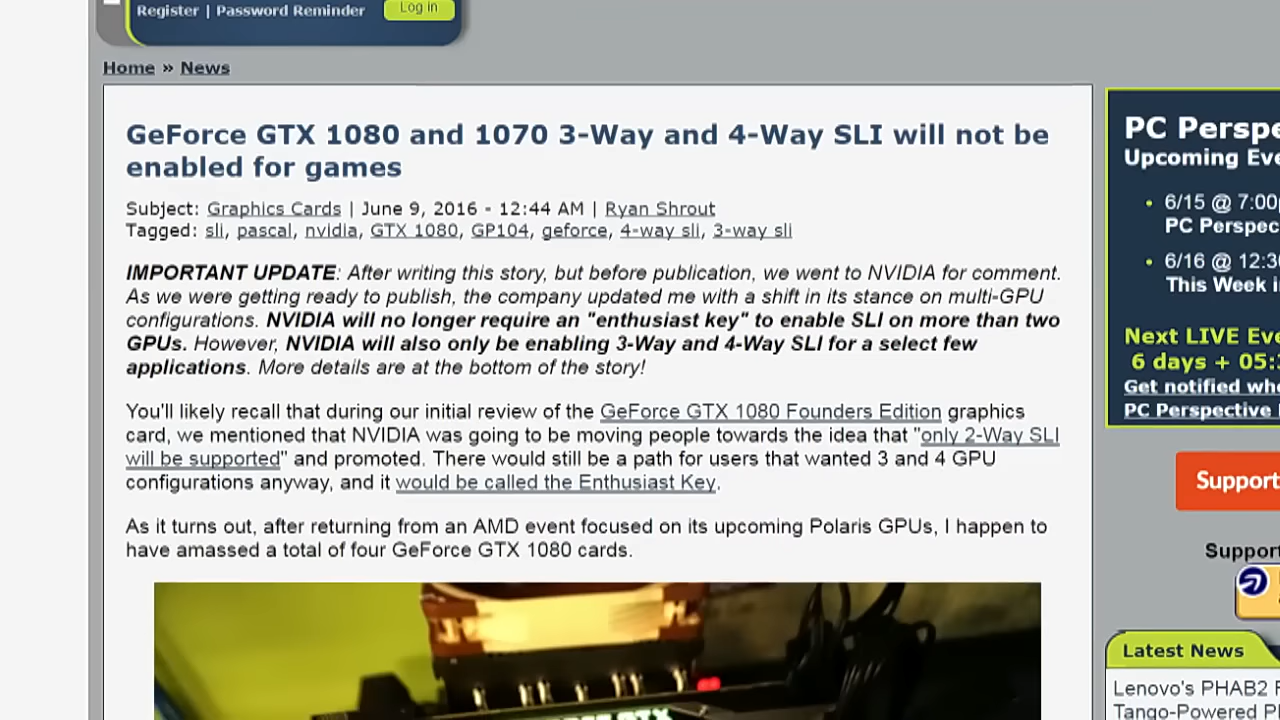 Register | Password Reminder
Log in
Home » News
GeForce GTX 1080 and 1070 3-Way and 4-Way SLI will not be
enabled for games
Subject: Graphics Cards | June 9, 2016 - 12:44 AM | Ryan Shrout
Tagged: sli, pascal, nvidia, GTX 1080, GP104, geforce, 4-way sli, 3-way sli
IMPORTANT UPDATE: After writing this story, but before publication, we went to NVIDIA for comment.
As we were getting ready to publish, the company updated me with a shift in its stance on multi-GPU
configurations. NVIDIA will no longer require an "enthusiast key" to enable SLI on more than two
GPUs. However, NVIDIA will also only be enabling 3-Way and 4-Way SLI for a select few
applications. More details are at the bottom of the story!
You'll likely recall that during our initial review of the GeForce GTX 1080 Founders Edition graphics
card, we mentioned that NVIDIA was going to be moving people towards the idea that "only 2-Way SLI
will be supported" and promoted. There would still be a path for users that wanted 3 and 4 GPU
configurations anyway, and it would be called the Enthusiast Key.
As it turns out, after returning from an AMD event focused on its upcoming Polaris GPUs, I happen to
have amassed a total of four GeForce GTX 1080 cards.
PC Perspe
Upcoming Eve
• 6/15 @ 7:00p
PC Perspec
• 6/16 @ 12:30
This Week i
Next LIVE Eve
6 days + 05:
Get notified whe
PC Perspective
Support
Support
Latest News
Lenovo's PHAB2 P
Tango-Powered Ph